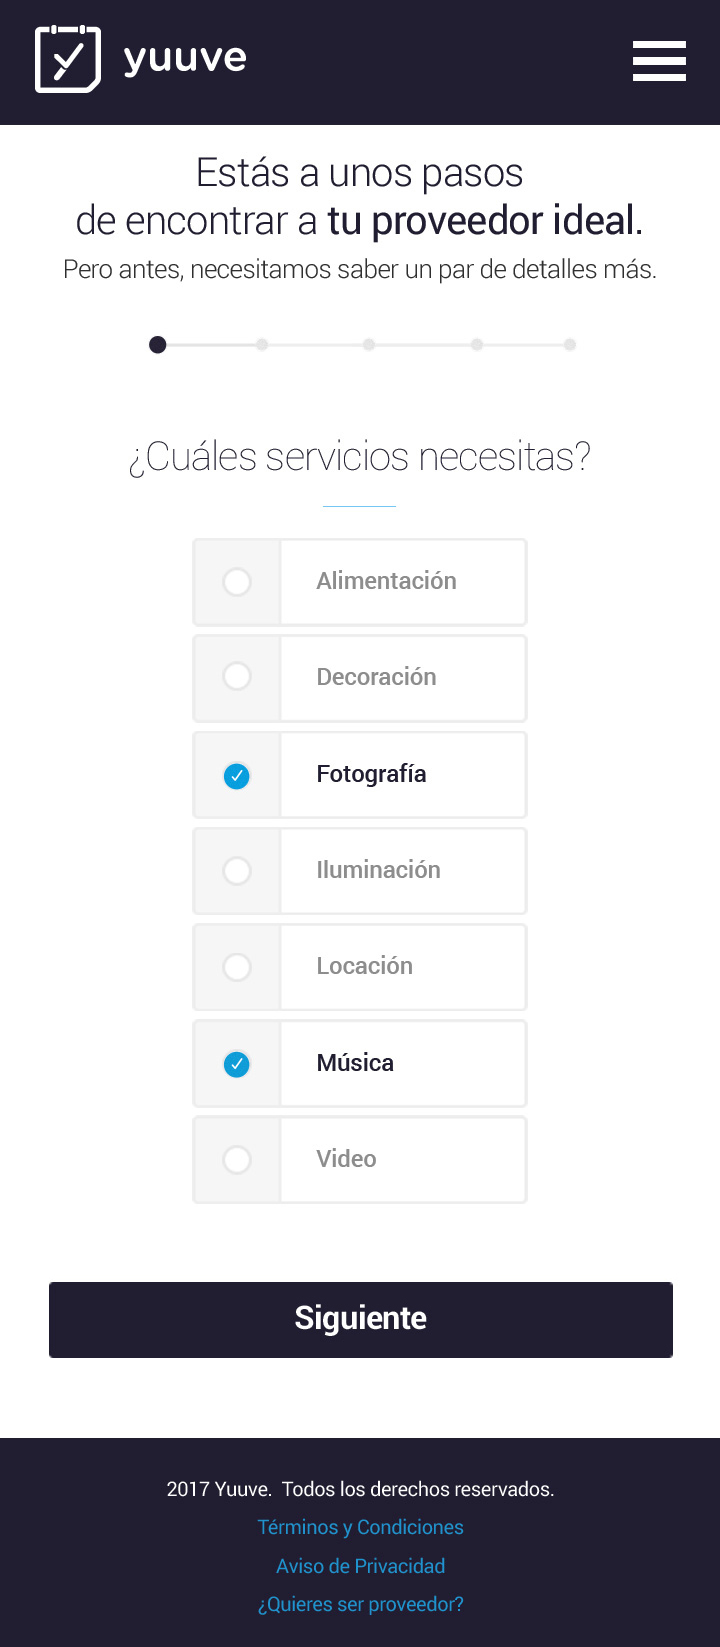 yuuve
Estás a unos pasos
de encontrar a tu proveedor ideal.
Pero antes, necesitamos saber un par de detalles más.
¿Cuáles servicios necesitas?
Alimentación
Decoración
Fotografía
Iluminación
Locación
Música
Video
Siguiente
2017 Yuuve.  Todos los derechos reservados.
Términos y Condiciones
Aviso de Privacidad
¿Quieres ser proveedor?